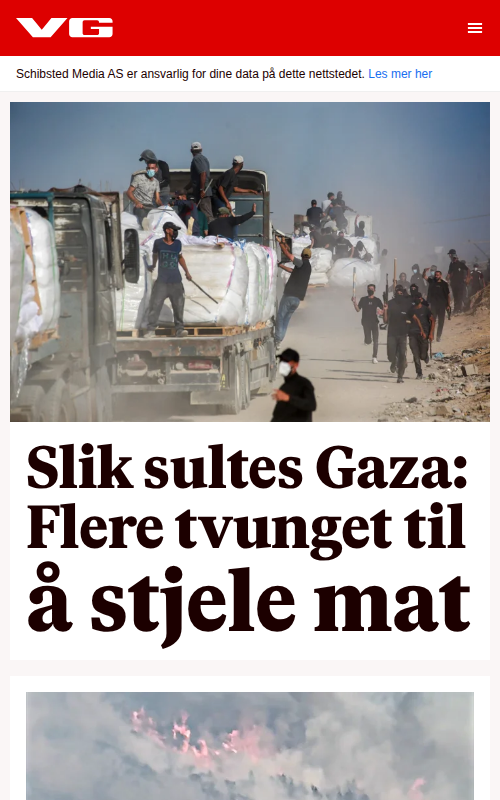 VG
Schibsted Media AS er ansvarlig for dine data på dette nettstedet. Les mer her
Slik sultes Gaza:
Flere tvunget til
å stjele mat